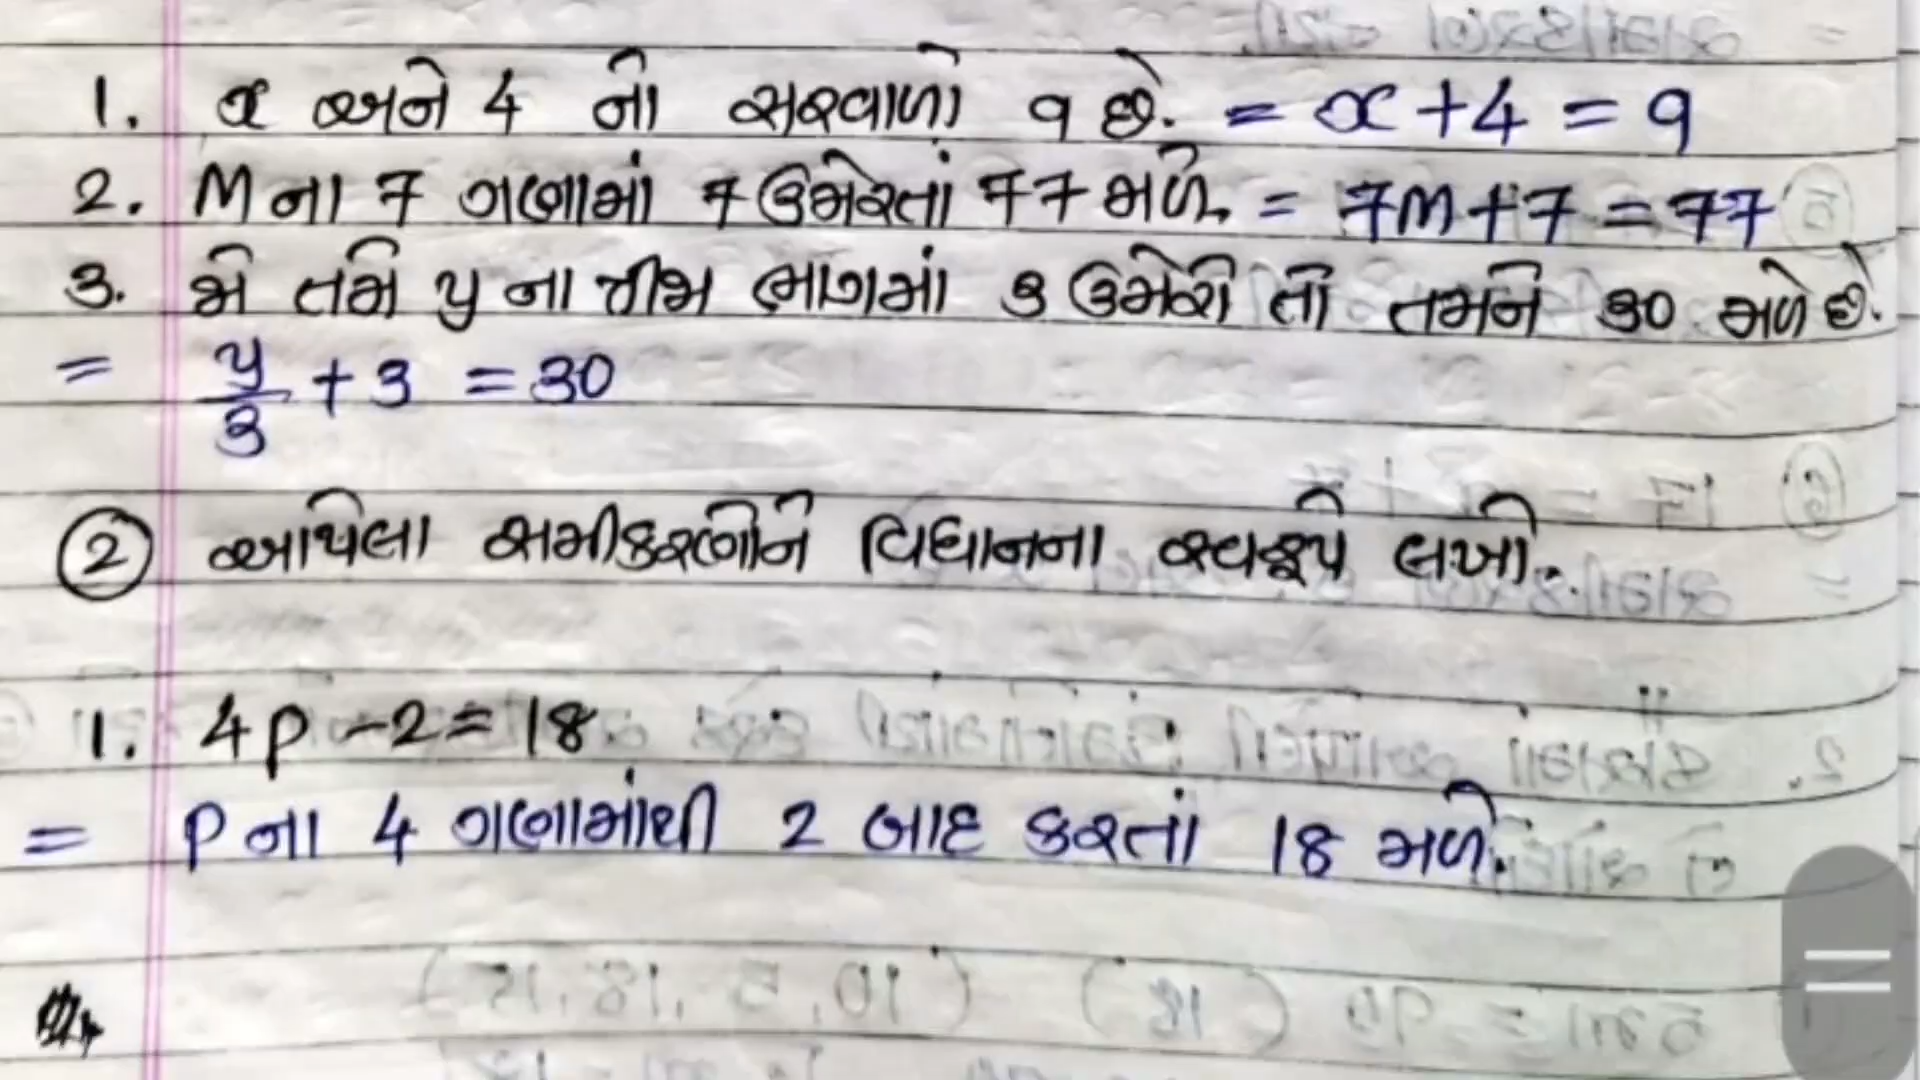 1. x અને 4 નો સરવાળો 9 છે. = x + 4 = 9
2. M ના 7 ગણામાં 7 ઉમેરતાં 77 મળે. = 7M + 7 = 77
3. જો તમે y ના ત્રીજા ભાગમાં 3 ઉમેરો તો તમને 30 મળે છે.
= y/3 + 3 = 30
② આપેલા સમીકરણોને વિધાનના સ્વરૂપે લખો.
1. 4p - 2 = 18
= p ના 4 ગણામાંથી 2 બાદ કરતાં 18 મળે.